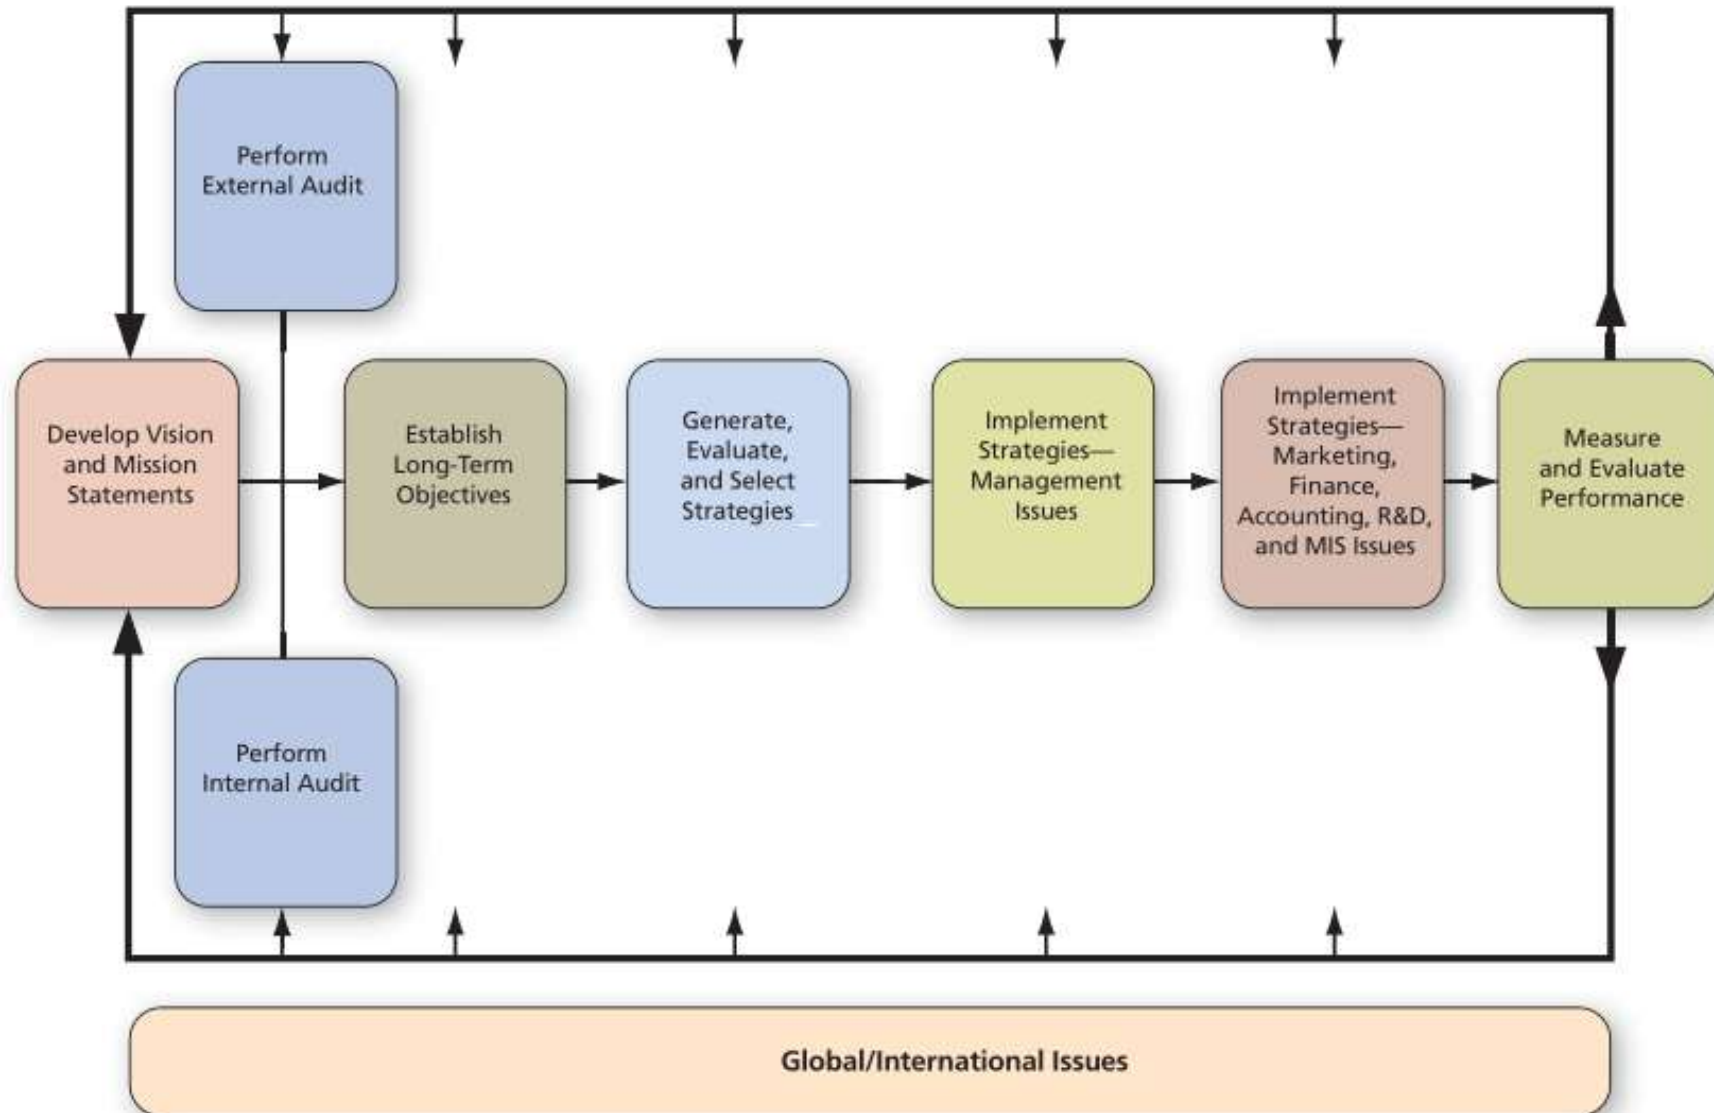 Perform
External Audit
Develop Vision
and Mission
Statements
Establish
Long-Term
Objectives
Generate,
Evaluate,
and Select
Strategies
Implement
Strategies—
Management
Issues
Implement
Strategies—
Marketing,
Finance,
Accounting, R&D,
and MIS Issues
Measure
and Evaluate
Performance
Perform
Internal Audit
Global/International Issues